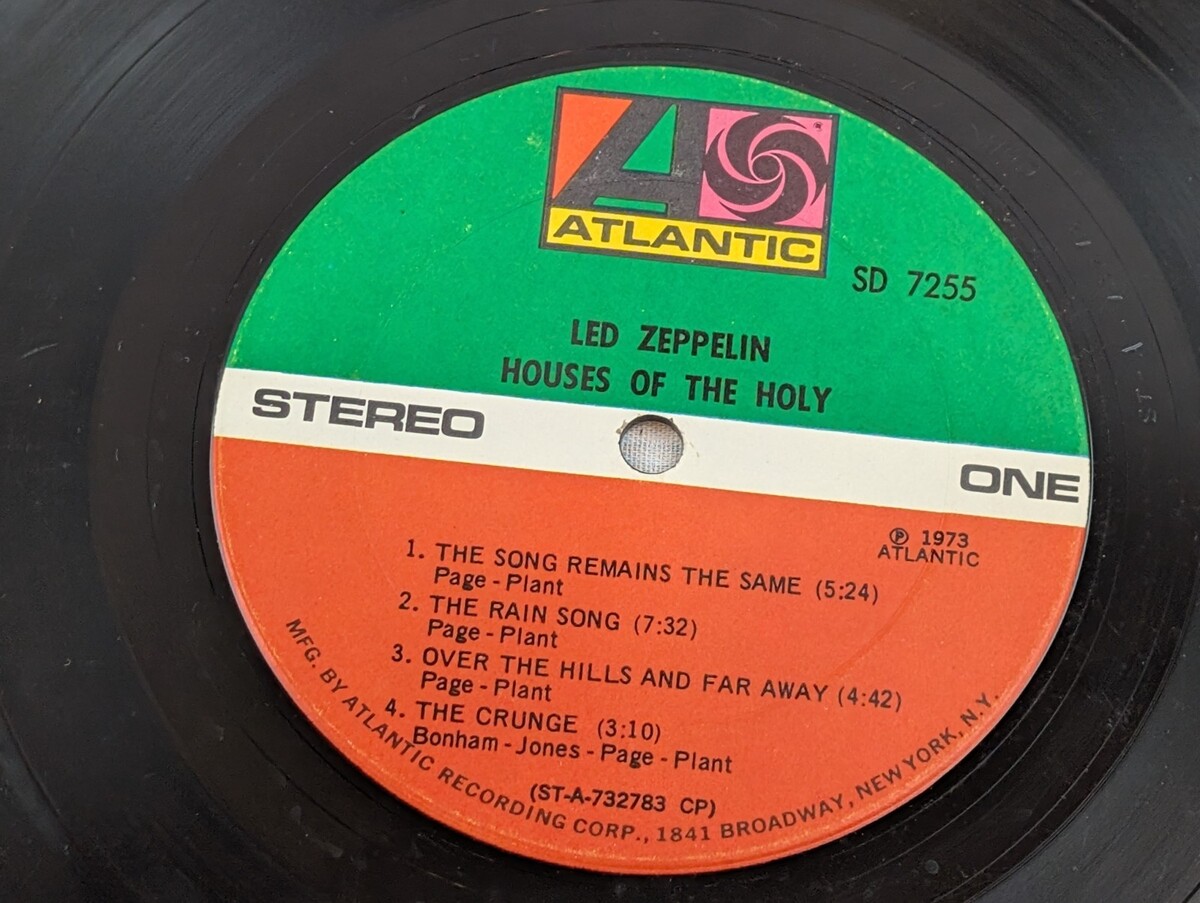 ATLANTIC
SD 7255
LED ZEPPELIN
HOUSES OF THE HOLY
STEREO
ONE
℗ 1973
ATLANTIC
1. THE SONG REMAINS THE SAME (5:24)
Page - Plant
2. THE RAIN SONG (7:32)
Page - Plant
3. OVER THE HILLS AND FAR AWAY (4:42)
Page - Plant
4. THE CRUNGE (3:10)
Bonham - Jones - Page - Plant
(ST-A-732783 CP)
MFG. BY ATLANTIC RECORDING CORP., 1841 BROADWAY, NEW YORK, N.Y.
ST